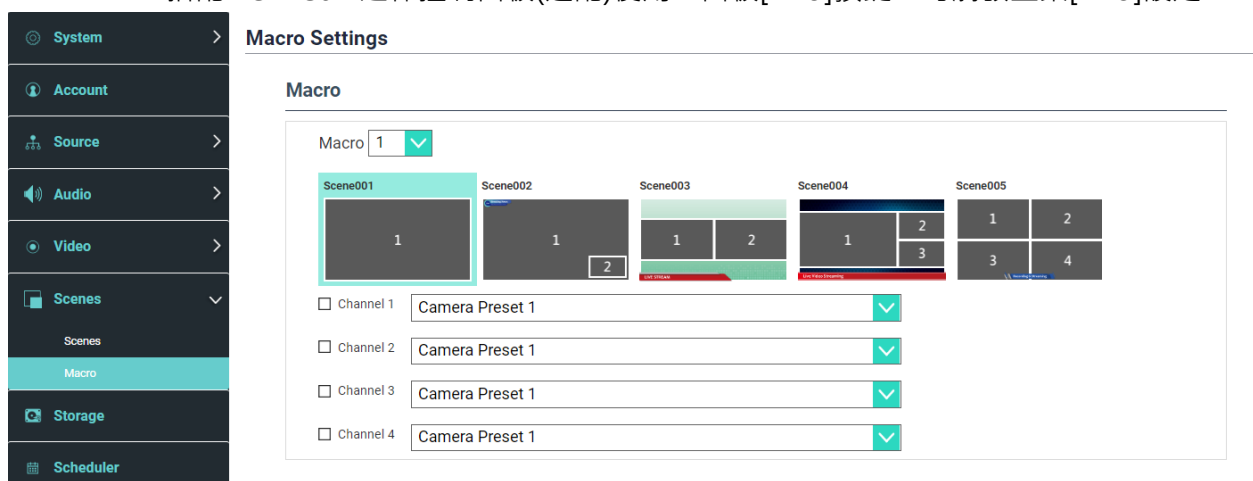 System
Account
Source
Audio
Video
Scenes
Scenes
Macro
Storage
Scheduler
Macro Settings
Macro
Macro 1
Scene001 Scene002 Scene003 Scene004 Scene005
1
1
2
1 2
LIVE STREAM
1
2
3
Live Video Streaming
1 2
3 4
Channel 1 Camera Preset 1
Channel 2 Camera Preset 1
Channel 3 Camera Preset 1
Channel 4 Camera Preset 1